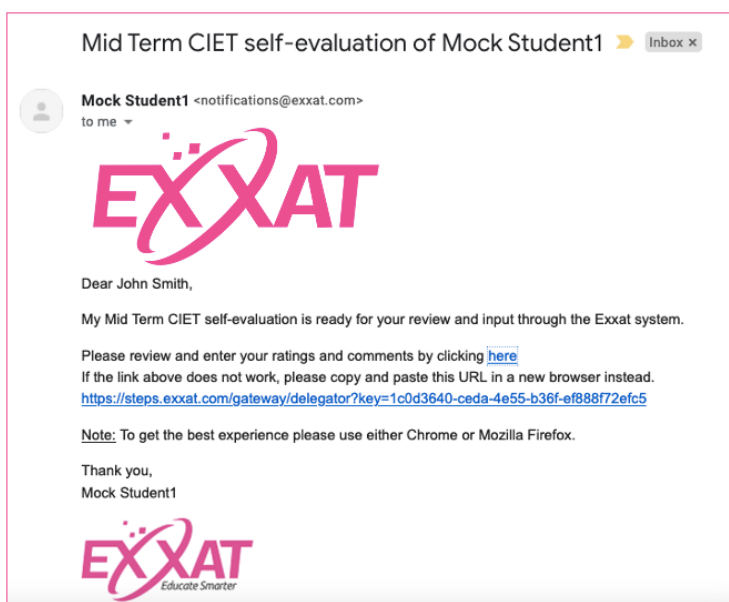 Mid Term CIET self-evaluation of Mock Student1 Inbox x
Mock Student1 <notifications@exxat.com>
to me
EXXAT
Dear John Smith,
My Mid Term CIET self-evaluation is ready for your review and input through the Exxat system.
Please review and enter your ratings and comments by clicking here
If the link above does not work, please copy and paste this URL in a new browser instead.
https://steps.exxat.com/gateway/delegator?key=1c0d3640-ceda-4e55-b36f-ef888f72efc5
Note: To get the best experience please use either Chrome or Mozilla Firefox.
Thank you,
Mock Student1
EXXAT
Educate Smarter